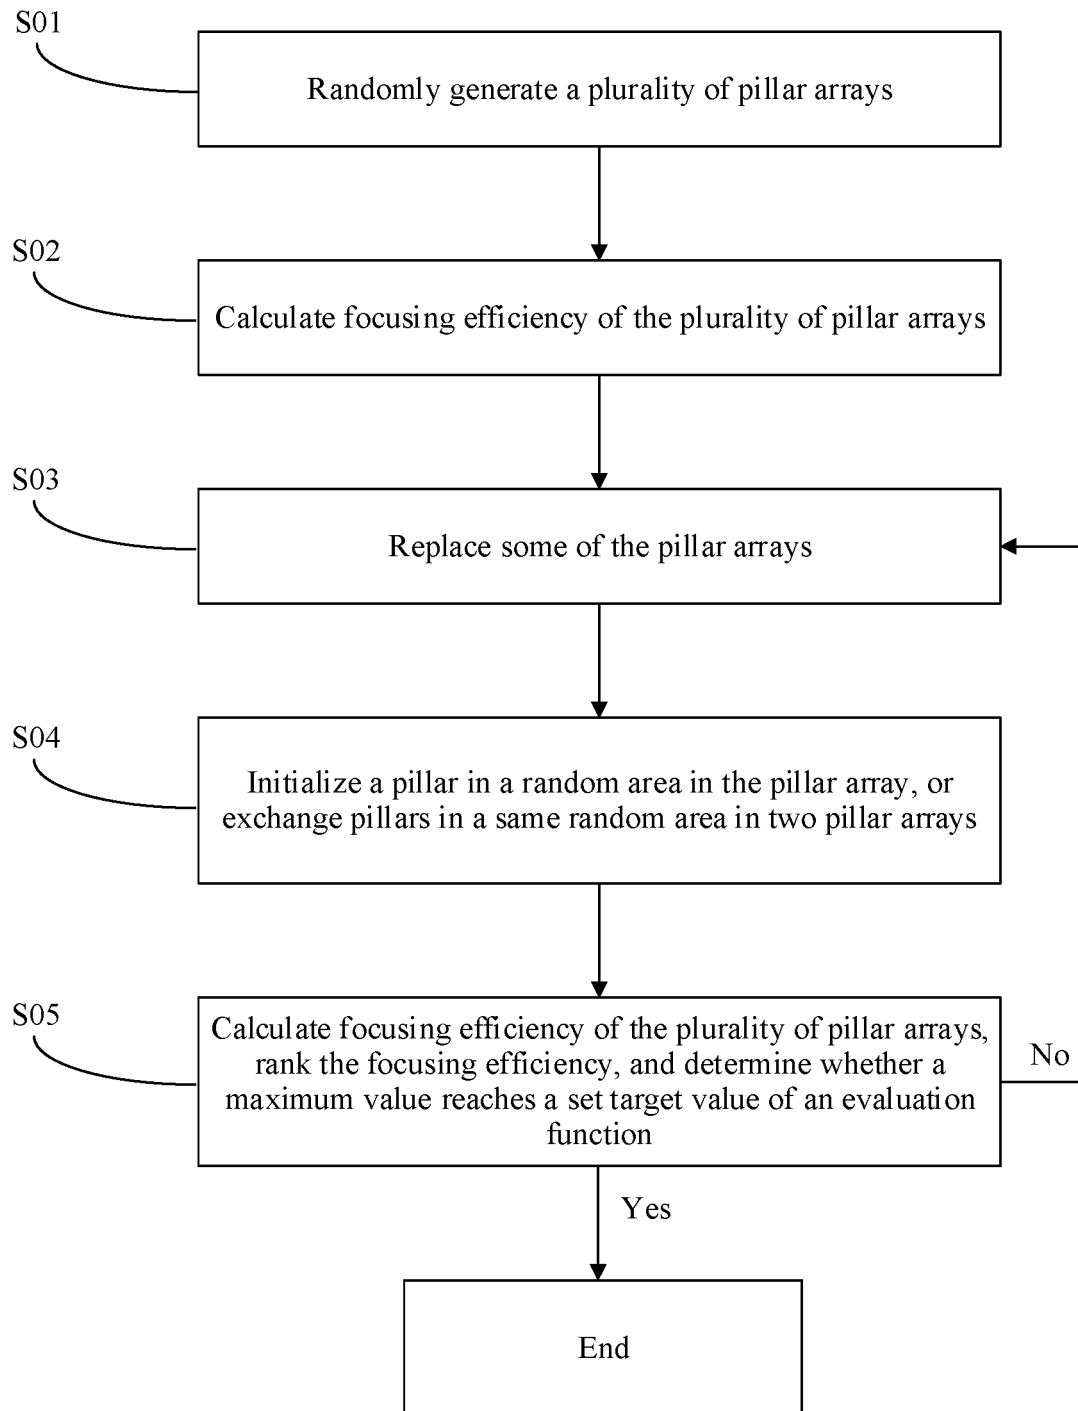 S01
Randomly generate a plurality of pillar arrays
S02
Calculate focusing efficiency of the plurality of pillar arrays
S03
Replace some of the pillar arrays
S04
Initialize a pillar in a random area in the pillar array, or
exchange pillars in a same random area in two pillar arrays
S05
Calculate focusing efficiency of the plurality of pillar arrays,
rank the focusing efficiency, and determine whether a
maximum value reaches a set target value of an evaluation
function
No
Yes
End